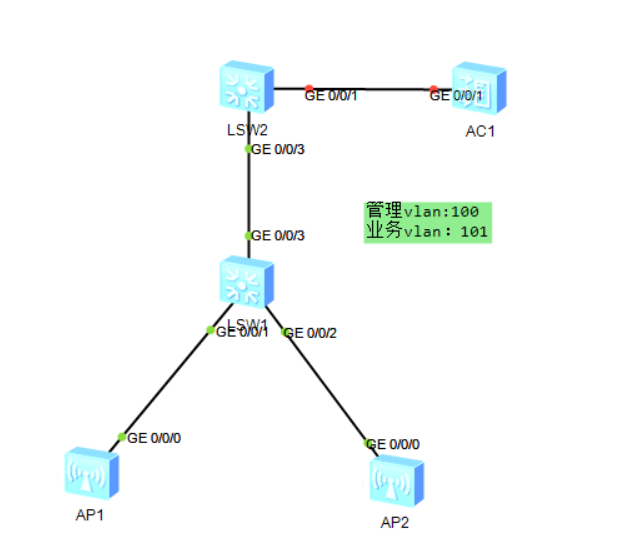 LSW2
GE 0/0/1
GE 0/0/1
AC1
GE 0/0/3
管理vlan:100
业务vlan: 101
GE 0/0/3
LSW1
GE 0/0/1
GE 0/0/2
GE 0/0/0
GE 0/0/0
AP1
AP2